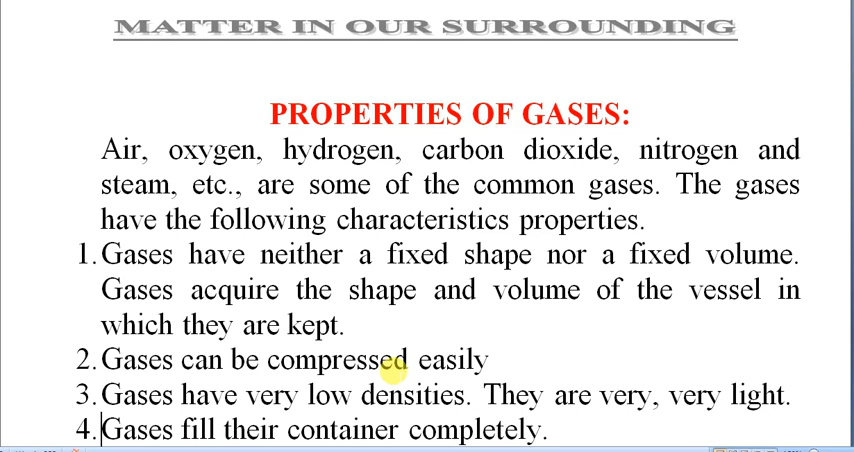 MATTER IN OUR SURROUNDING
PROPERTIES OF GASES:
Air, oxygen, hydrogen, carbon dioxide, nitrogen and
steam, etc., are some of the common gases. The gases
have the following characteristics properties.
1. Gases have neither a fixed shape nor a fixed volume.
Gases acquire the shape and volume of the vessel in
which they are kept.
2. Gases can be compressed easily
3. Gases have very low densities. They are very, very light.
4. Gases fill their container completely.